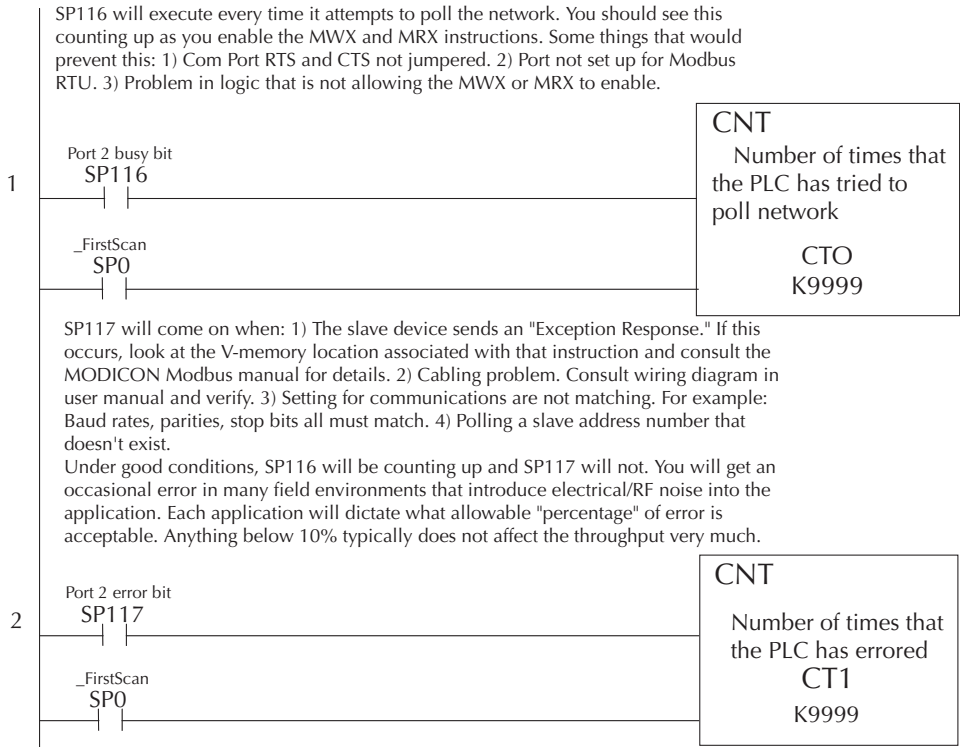 SP116 will execute every time it attempts to poll the network. You should see this
counting up as you enable the MWX and MRX instructions. Some things that would
prevent this: 1) Com Port RTS and CTS not jumpered. 2) Port not set up for Modbus
RTU. 3) Problem in logic that is not allowing the MWX or MRX to enable.
1
Port 2 busy bit
SP116
_FirstScan
SP0
CNT
Number of times that
the PLC has tried to
poll network
CTO
K9999
SP117 will come on when: 1) The slave device sends an "Exception Response." If this
occurs, look at the V-memory location associated with that instruction and consult the
MODICON Modbus manual for details. 2) Cabling problem. Consult wiring diagram in
user manual and verify. 3) Setting for communications are not matching. For example:
Baud rates, parities, stop bits all must match. 4) Polling a slave address number that
doesn't exist.
Under good conditions, SP116 will be counting up and SP117 will not. You will get an
occasional error in many field environments that introduce electrical/RF noise into the
application. Each application will dictate what allowable "percentage" of error is
acceptable. Anything below 10% typically does not affect the throughput very much.
2
Port 2 error bit
SP117
_FirstScan
SP0
CNT
Number of times that
the PLC has errored
CT1
K9999